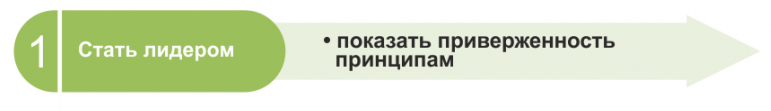 1
Стать лидером
• показать приверженность
принципам